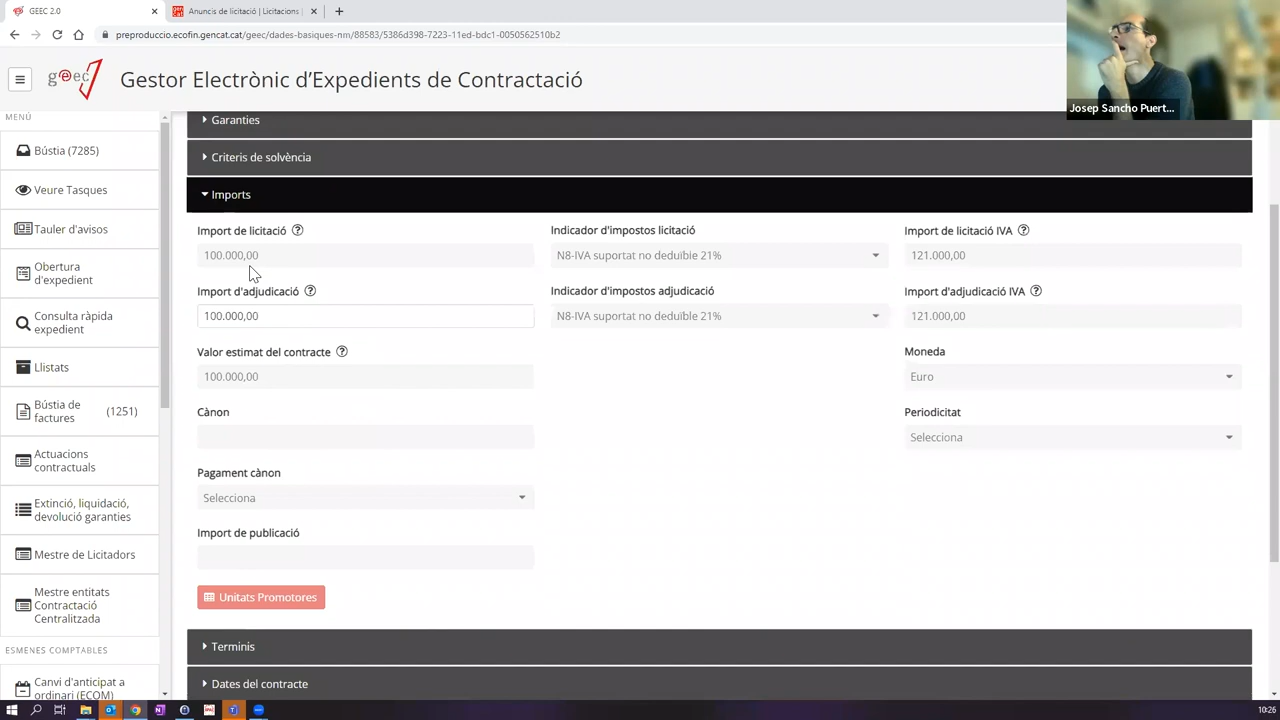 GEEC 2.0
Anuncis de licitació | Licitacions
preproduccio.ecofin.gencat.cat/geec/dades-basiques-nm/88583/5386d398-7223-11ed-bdc1-0050562510b2
geec
Gestor Electrònic d'Expedients de Contractació
Josep Sancho Puert...
MENÚ
Bústia (7285)
Veure Tasques
Tauler d'avisos
Obertura
d'expedient
Consulta ràpida
expedient
Llistats
Bústia de
factures
(1251)
Actuacions
contractuals
Extinció, liquidació,
devolució garanties
Mestre de Licitadors
Mestre entitats
Contractació
Centralitzada
ESMENES COMPTABLES
Canvi d'anticipat a
ordinari (ECOM)
Garanties
Criteris de solvència
Imports
Import de licitació
Indicador d'impostos licitació
Import de licitació IVA
100.000,00
N8-IVA suportat no deduïble 21%
121.000,00
Import d'adjudicació
Indicador d'impostos adjudicació
Import d'adjudicació IVA
100.000,00
N8-IVA suportat no deduïble 21%
121.000,00
Valor estimat del contracte
Moneda
100.000,00
Euro
Cànon
Periodicitat
Selecciona
Pagament cànon
Selecciona
Import de publicació
Unitats Promotores
Terminis
Dates del contracte
10:26